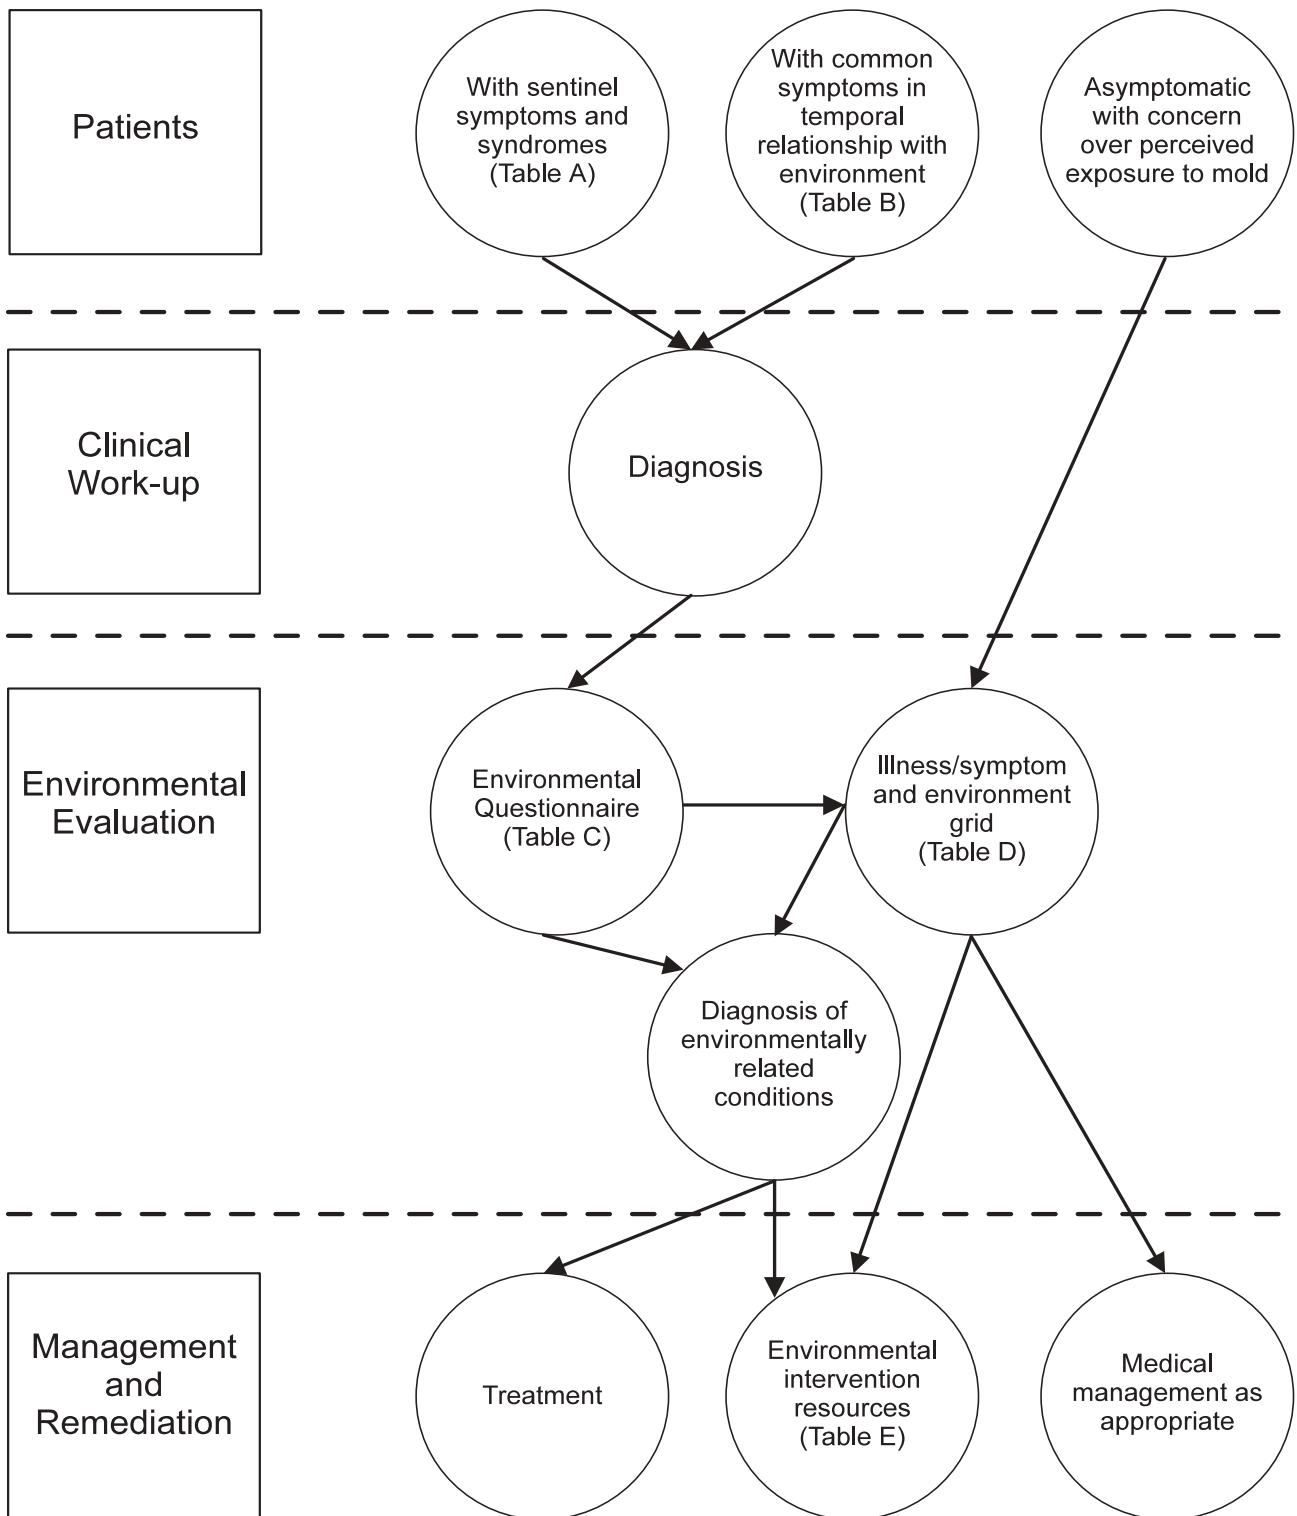 Patients
With sentinel
symptoms and
syndromes
(Table A)
With common
symptoms in
temporal
relationship with
environment
(Table B)
Asymptomatic
with concern
over perceived
exposure to mold
Clinical
Work-up
Diagnosis
Environmental
Evaluation
Environmental
Questionnaire
(Table C)
Illness/symptom
and environment
grid
(Table D)
Diagnosis of
environmentally
related
conditions
Management
and
Remediation
Treatment
Environmental
intervention
resources
(Table E)
Medical
management as
appropriate